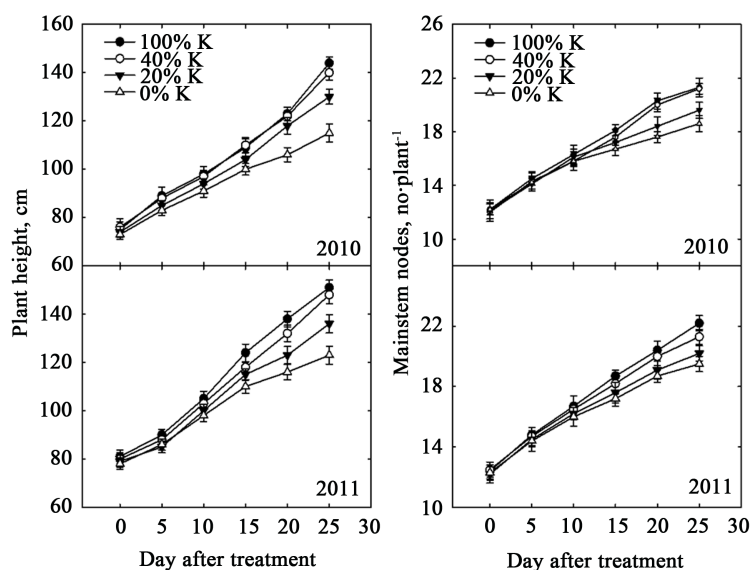 160
140
120
100
80
60
100% K
40% K
20% K
0% K
2010
26
22
18
14
10
100% K
40% K
20% K
0% K
2010
Plant height, cm
Mainstem nodes, no·plant⁻¹
140
120
100
80
60
2011
0 5 10 15 20 25 30
Day after treatment
22
18
14
10
2011
0 5 10 15 20 25 30
Day after treatment